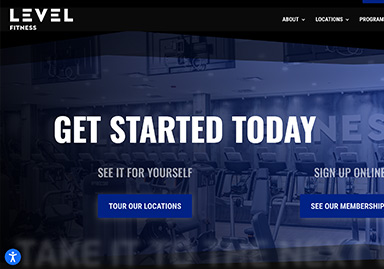 LEVEL
FITNESS
ABOUT
LOCATIONS
PROGRAM
GET STARTED TODAY
SEE IT FOR YOURSELF
SIGN UP ONLINE
TOUR OUR LOCATIONS
SEE OUR MEMBERSHIP
TAKE IT TO THE NEXT